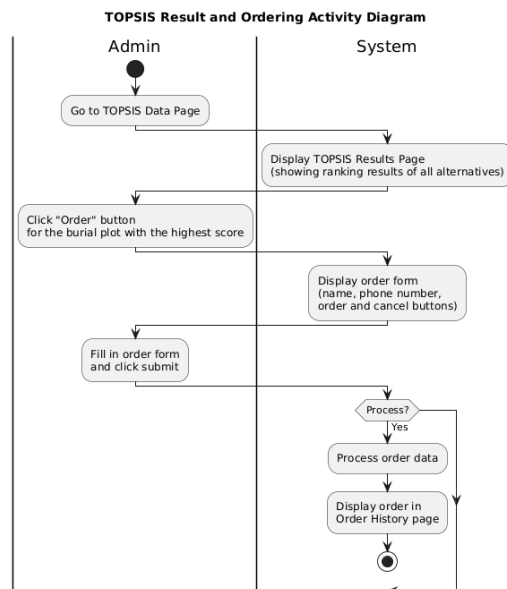 TOPSIS Result and Ordering Activity Diagram
Admin
System
Go to TOPSIS Data Page
Display TOPSIS Results Page
(showing ranking results of all alternatives)
Click "Order" button
for the burial plot with the highest score
Display order form
(name, phone number,
order and cancel buttons)
Fill in order form
and click submit
Process?
Yes
Process order data
Display order in
Order History page